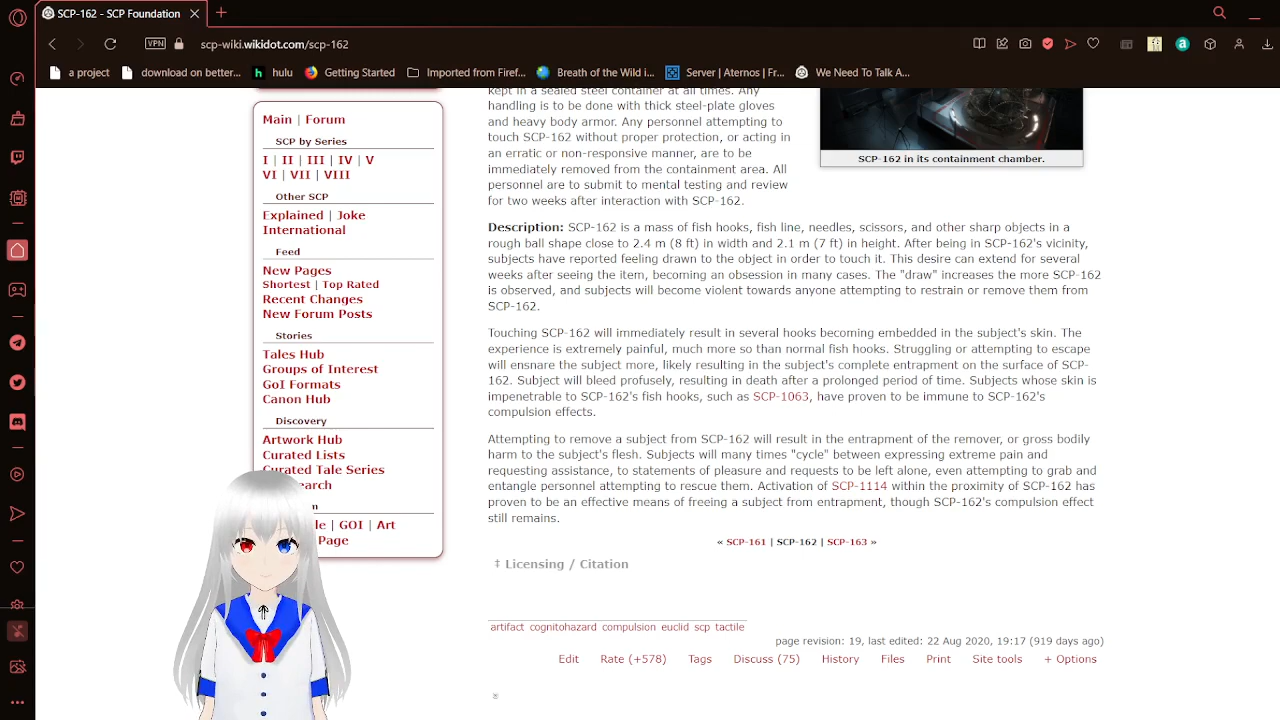 SCP-162 - SCP Foundation
VPN
scp-wiki.wikidot.com/scp-162
a project
download on better...
hulu
Getting Started
Imported from Firef...
Breath of the Wild i...
Server | Aternos | Fr...
We Need To Talk A...
Main | Forum
SCP by Series
I | II | III | IV | V
VI | VII | VIII
Other SCP
Explained | Joke
International
Feed
New Pages
Shortest | Top Rated
Recent Changes
New Forum Posts
Stories
Tales Hub
Groups of Interest
GoI Formats
Canon Hub
Discovery
Artwork Hub
Curated Lists
Curated Tale Series
GOI | Art
Page
kept in a sealed steel container at all times. Any
handling is to be done with thick steel-plate gloves
and heavy body armor. Any personnel attempting to
touch SCP-162 without proper protection, or acting in
an erratic or non-responsive manner, are to be
immediately removed from the containment area. All
personnel are to submit to mental testing and review
for two weeks after interaction with SCP-162.
SCP-162 in its containment chamber.
Description: SCP-162 is a mass of fish hooks, fish line, needles, scissors, and other sharp objects in a
rough ball shape close to 2.4 m (8 ft) in width and 2.1 m (7 ft) in height. After being in SCP-162's vicinity,
subjects have reported feeling drawn to the object in order to touch it. This desire can extend for several
weeks after seeing the item, becoming an obsession in many cases. The "draw" increases the more SCP-162
is observed, and subjects will become violent towards anyone attempting to restrain or remove them from
SCP-162.
Touching SCP-162 will immediately result in several hooks becoming embedded in the subject's skin. The
experience is extremely painful, much more so than normal fish hooks. Struggling or attempting to escape
will ensnare the subject more, likely resulting in the subject's complete entrapment on the surface of SCP-
162. Subject will bleed profusely, resulting in death after a prolonged period of time. Subjects whose skin is
impenetrable to SCP-162's fish hooks, such as SCP-1063, have proven to be immune to SCP-162's
compulsion effects.
Attempting to remove a subject from SCP-162 will result in the entrapment of the remover, or gross bodily
harm to the subject's flesh. Subjects will many times "cycle" between expressing extreme pain and
requesting assistance, to statements of pleasure and requests to be left alone, even attempting to grab and
entangle personnel attempting to rescue them. Activation of SCP-1114 within the proximity of SCP-162 has
proven to be an effective means of freeing a subject from entrapment, though SCP-162's compulsion effect
still remains.
« SCP-161 | SCP-162 | SCP-163 »
‡ Licensing / Citation
artifact cognitohazard compulsion euclid scp tactile
page revision: 19, last edited: 22 Aug 2020, 19:17 (919 days ago)
Edit Rate (+578) Tags Discuss (75) History Files Print Site tools + Options